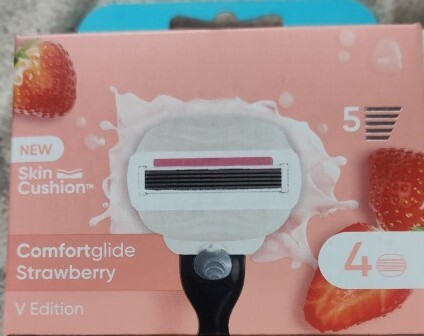 5
NEW
Skin
Cushion™
Comfortglide
Strawberry
4
V Edition